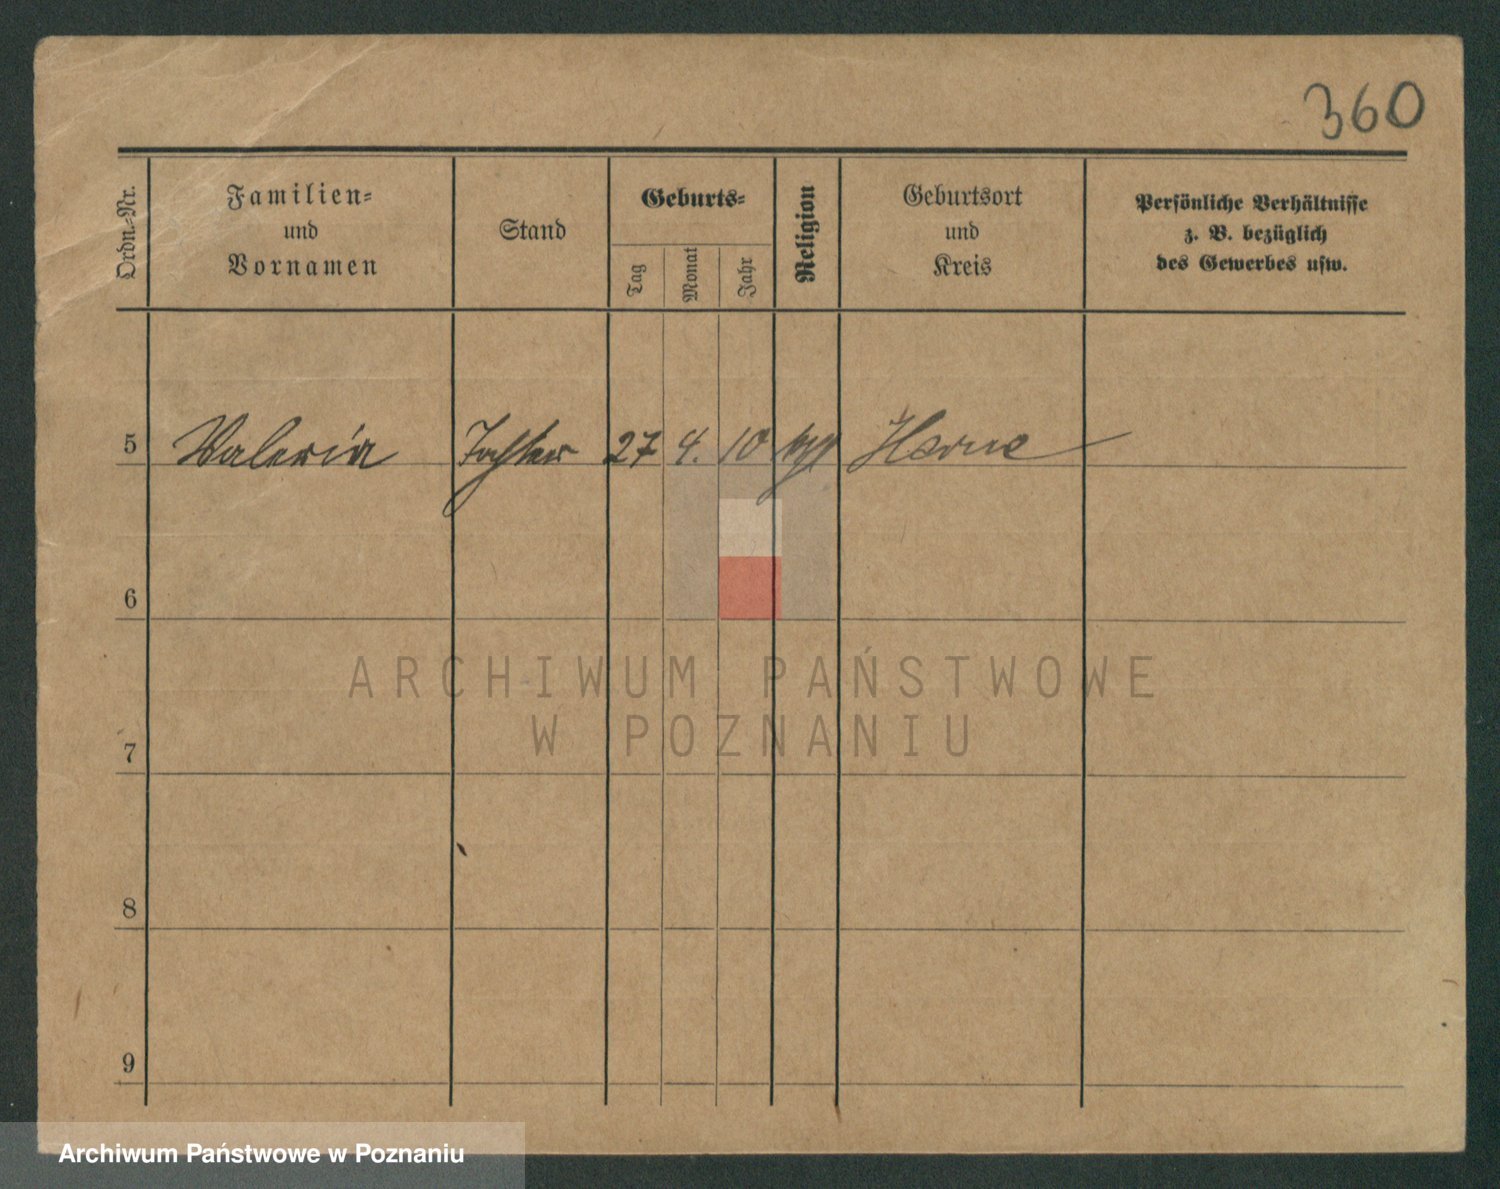 360
Ordn.-Nr.
Familien-
und
Vornamen
Stand
Geburts-
Tag
Monat
Jahr
Religion
Geburtsort
und
Kreis
Persönliche Verhältnisse
z. B. bezüglich
des Gewerbes usw.
5 Valeria Tochter 27 4. 10 Herne
6
7
8
9
ARCHIWUM PAŃSTWOWE
W POZNANIU
Archiwum Państwowe w Poznaniu